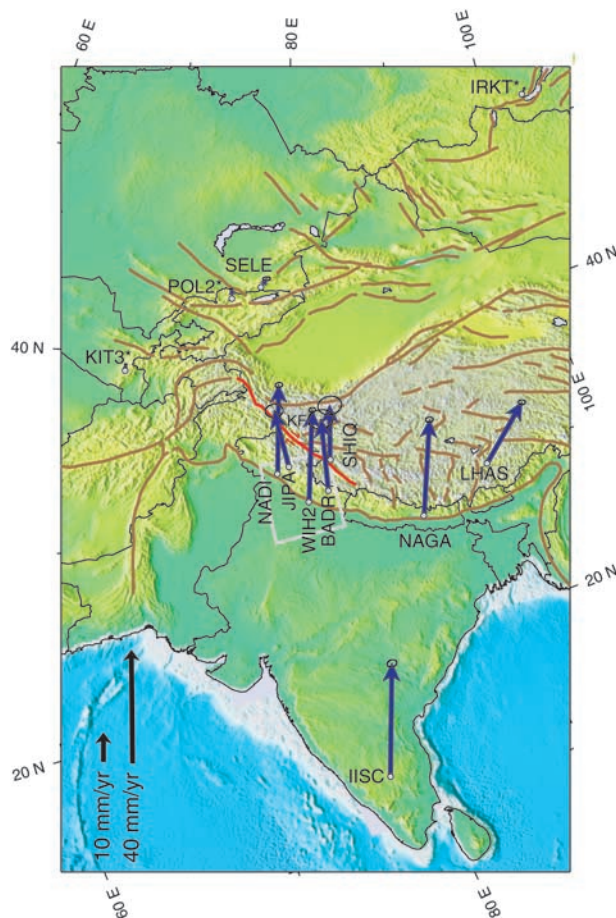 60 E
80 E
100 E
IRKT*
SELE
POL2*
40 N
40 N
KIT3*
100 E
KF
SHIQ
LHAS
NADI
JIPA
WIH2
BADR
NAGA
20 N
20 N
IISC
10 mm/yr
40 mm/yr
60 E
80 E